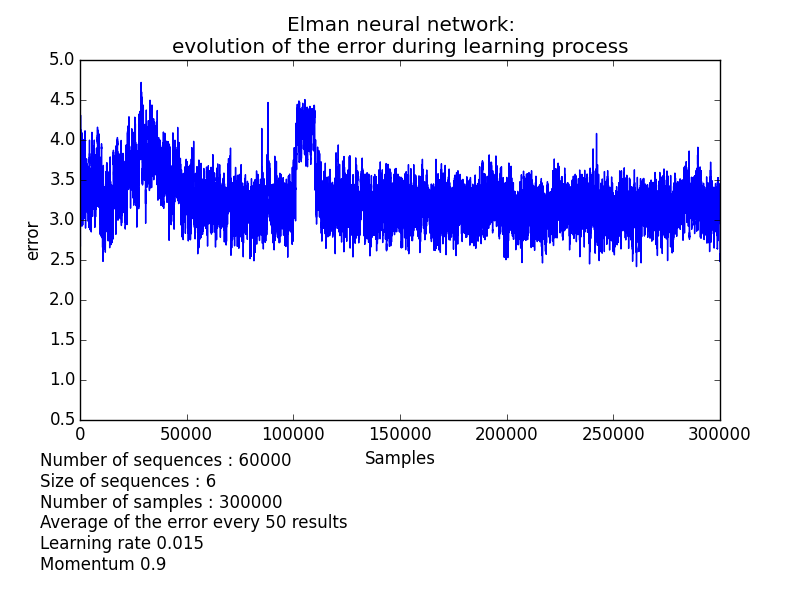 Elman neural network:
evolution of the error during learning process
5.0
4.5
4.0
3.5
3.0
2.5
2.0
1.5
1.0
0.5
error
0 50000 100000 150000 200000 250000 300000
Samples
Number of sequences : 60000
Size of sequences : 6
Number of samples : 300000
Average of the error every 50 results
Learning rate 0.015
Momentum 0.9